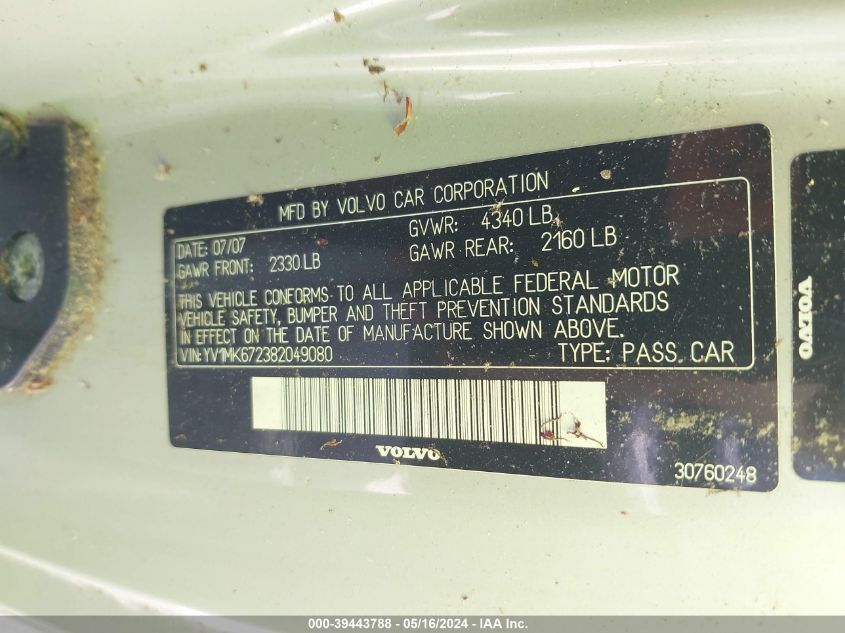 MFD BY VOLVO CAR CORPORATION
DATE: 07/07 GVWR: 4340 LB
GAWR FRONT: 2330 LB GAWR REAR: 2160 LB
THIS VEHICLE CONFORMS TO ALL APPLICABLE FEDERAL MOTOR
VEHICLE SAFETY, BUMPER AND THEFT PREVENTION STANDARDS
IN EFFECT ON THE DATE OF MANUFACTURE SHOWN ABOVE.
VIN: YV1MK672382049080 TYPE: PASS CAR
VOLVO
30760248
VOLVO
000-39443788 - 05/16/2024 - IAA Inc.